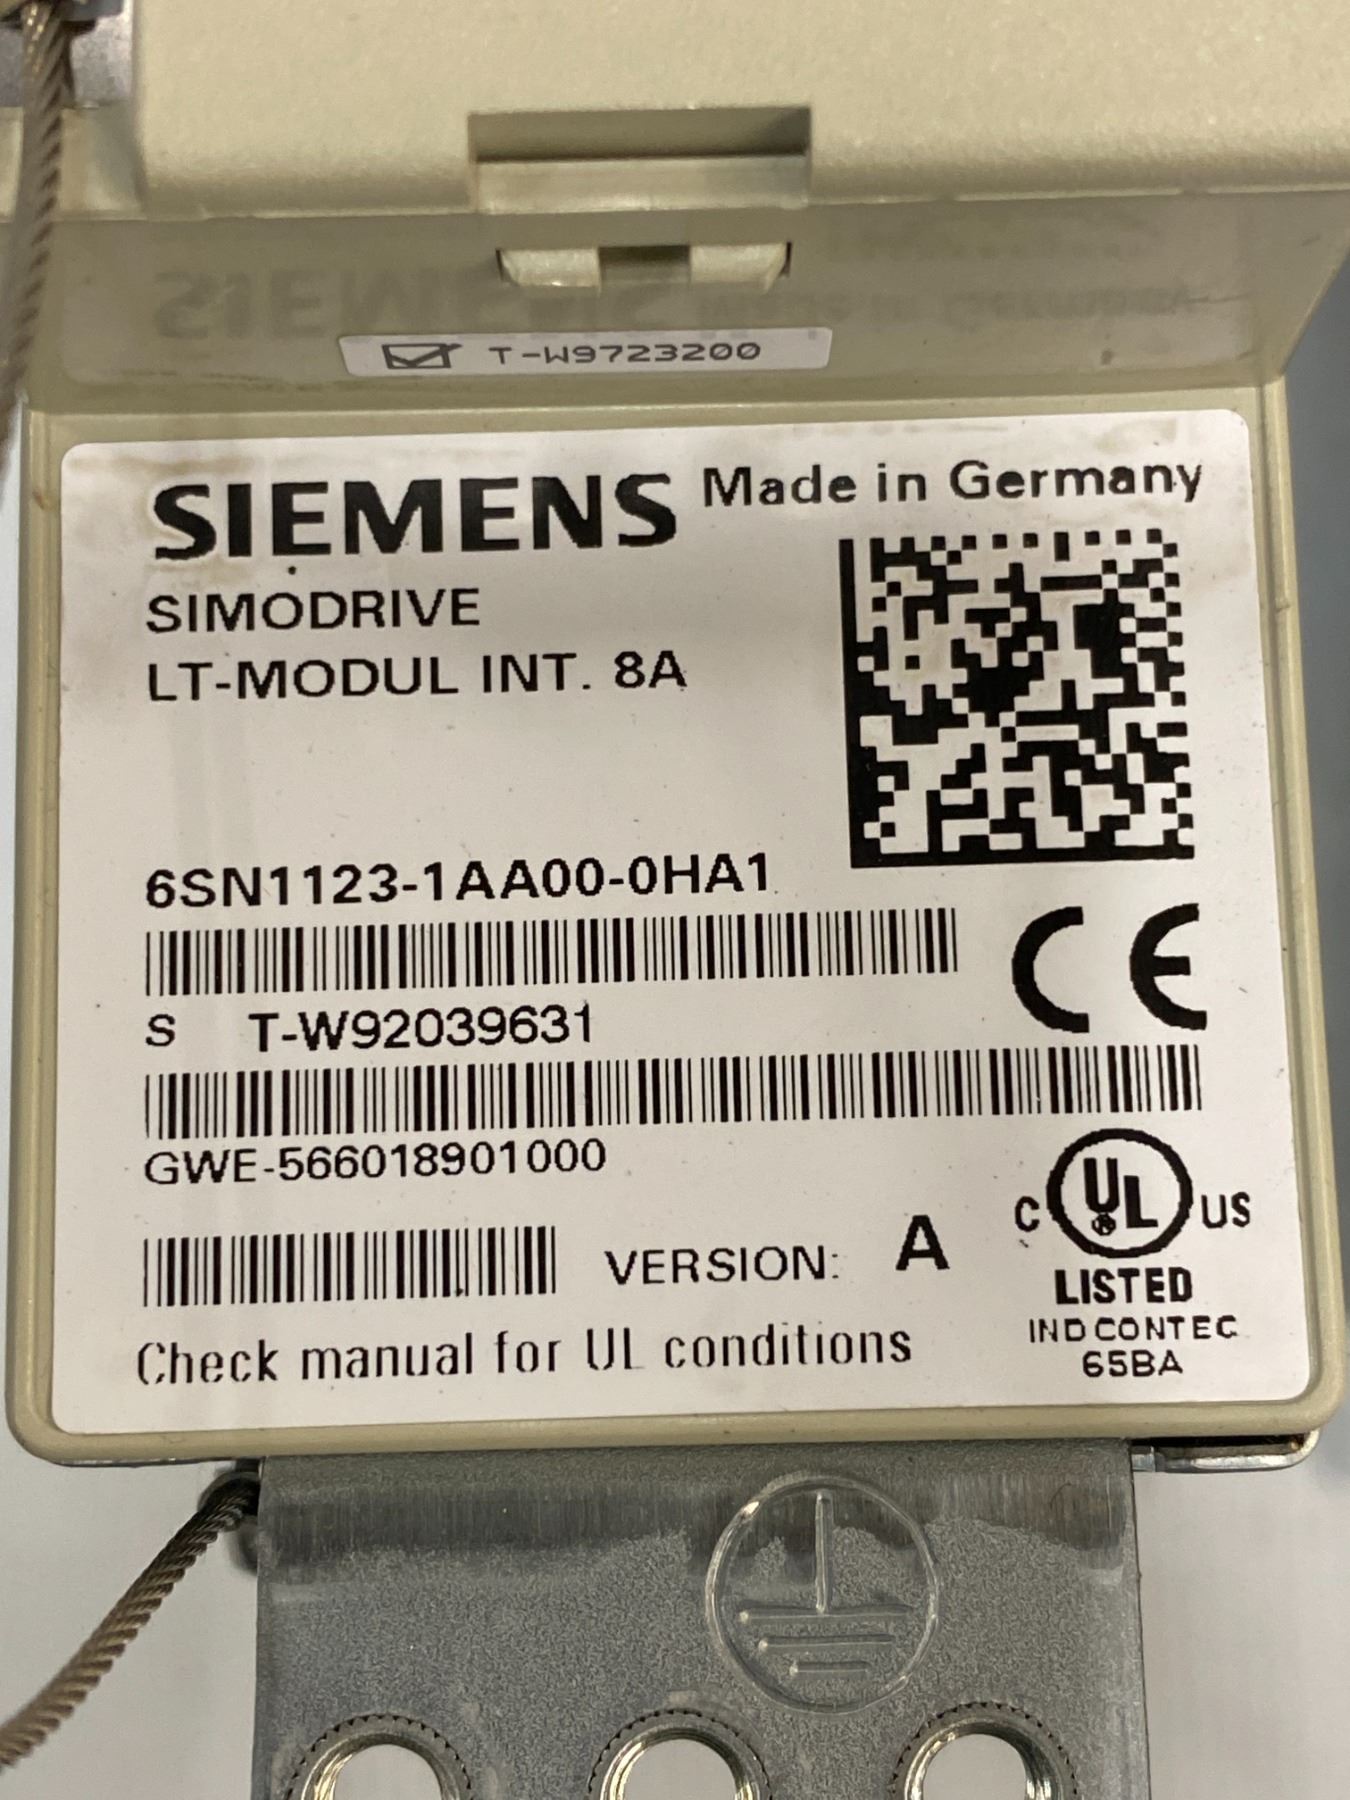 T-W9723200
SIEMENS Made in Germany
SIMODRIVE
LT-MODUL INT. 8A
6SN1123-1AA00-0HA1
S T-W92039631
GWE-566018901000
VERSION: A
Check manual for UL conditions
C UL US
®
LISTED
IND CONT EQ
65BA